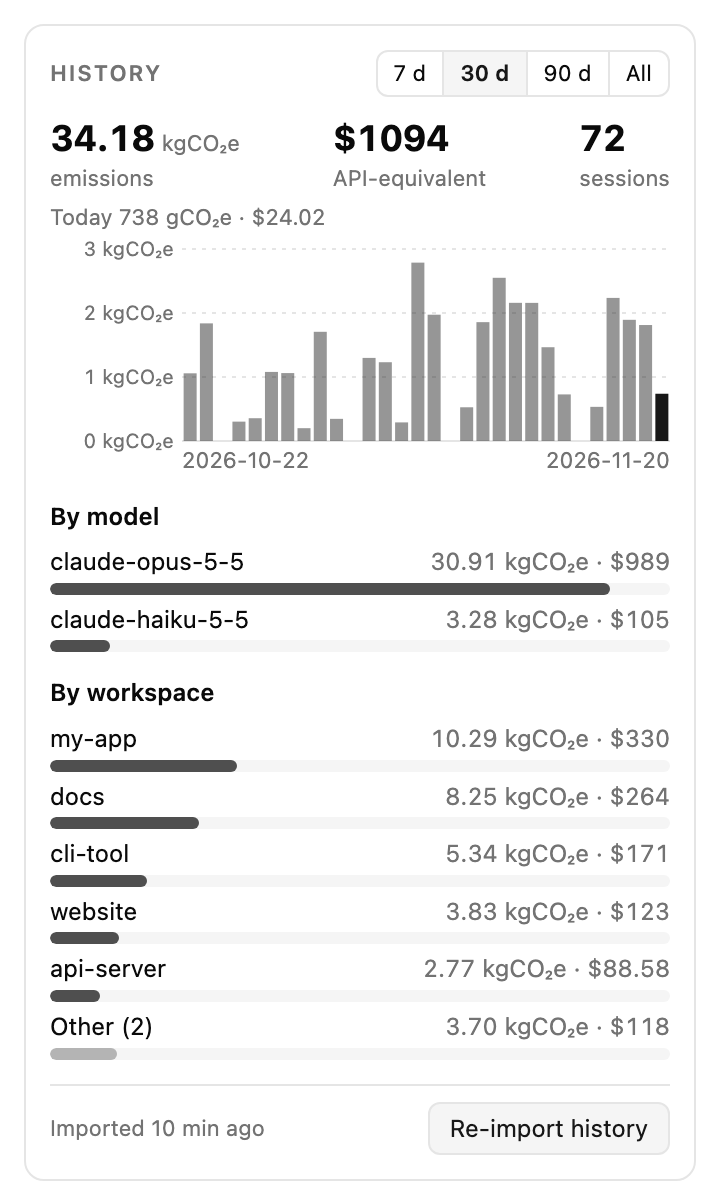 HISTORY 7 d 30 d 90 d All
34.18 kgCO₂e $1094 72
emissions API-equivalent sessions
Today 738 gCO₂e · $24.02
3 kgCO₂e
2 kgCO₂e
1 kgCO₂e
0 kgCO₂e
2026-10-22 2026-11-20
By model
claude-opus-5-5 30.91 kgCO₂e · $989
claude-haiku-5-5 3.28 kgCO₂e · $105
By workspace
my-app 10.29 kgCO₂e · $330
docs 8.25 kgCO₂e · $264
cli-tool 5.34 kgCO₂e · $171
website 3.83 kgCO₂e · $123
api-server 2.77 kgCO₂e · $88.58
Other (2) 3.70 kgCO₂e · $118
Imported 10 min ago Re-import history